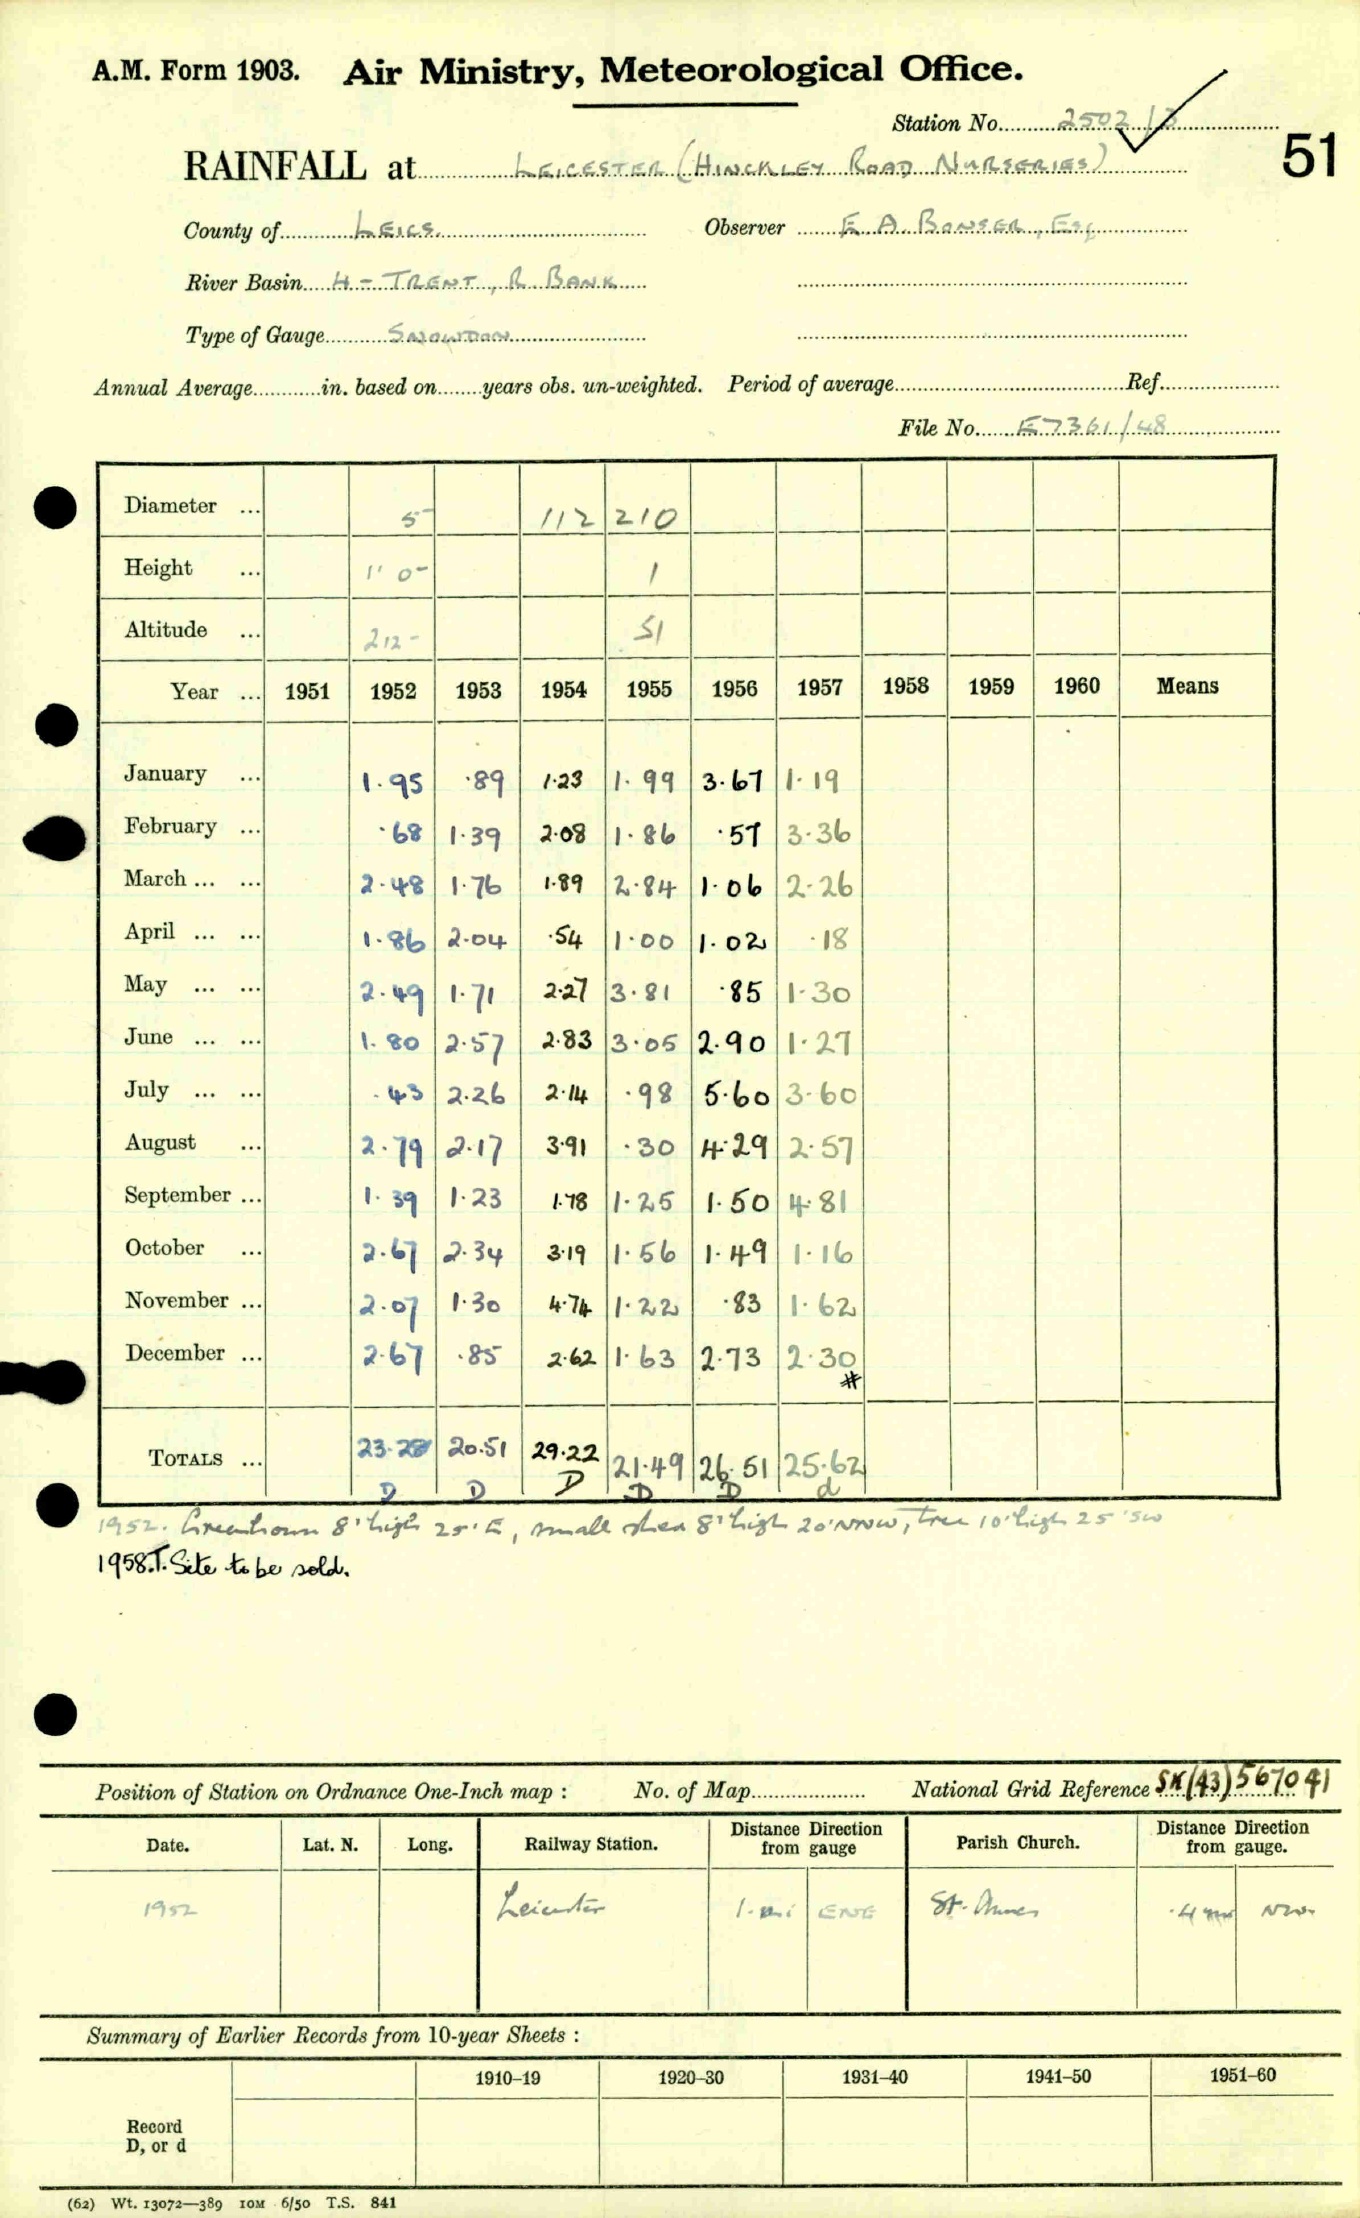 A.M. Form 1903. Air Ministry, Meteorological Office.
Station No. 2502/3
51
RAINFALL at LEICESTER (HINCKLEY ROAD NURSERIES)
County of LEICS. Observer E. A. BONSER, ESQ
River Basin 4 - TRENT, R. BANK
Type of Gauge SNOWDON
Annual Average in. based on years obs. un-weighted. Period of average Ref.
File No. E7361/48
Diameter ... 5 112 210
Height ... 1' 0 1
Altitude ... 212 51
Year ... 1951 1952 1953 1954 1955 1956 1957 1958 1959 1960 Means
January ... 1.95 .89 1.23 1.99 3.67 1.19
February ... .68 1.39 2.08 1.86 .57 3.36
March ... ... 2.48 1.76 1.89 2.84 1.06 2.26
April ... ... 1.86 2.04 .54 1.00 1.02 .18
May ... ... 2.49 1.71 2.27 3.81 .85 1.30
June ... ... 1.80 2.57 2.83 3.05 2.90 1.27
July ... ... .43 2.26 2.14 .98 5.60 3.60
August ... 2.79 2.17 3.91 .30 4.29 2.57
September ... 1.39 1.23 1.78 1.25 1.50 4.81
October ... 2.67 2.34 3.19 1.56 1.49 1.16
November ... 2.07 1.30 4.74 1.22 .83 1.62
December ... 2.67 .85 2.62 1.63 2.73 2.30
#
TOTALS ... 23.28 20.51 29.22 21.49 26.51 25.62
D D D D D d
1952. Greenhouse 8' high 25' E, small shed 8' high 20' NNW, tree 10' high 25' SW
1958.T. Site to be sold.
Position of Station on Ordnance One-Inch map : No. of Map National Grid Reference SK(43)567041
Date. Lat. N. Long. Railway Station. Distance Direction from gauge Parish Church. Distance Direction from gauge.
1952 Leicester 1. mi ENE St. Annes .4 mi NW.
Summary of Earlier Records from 10-year Sheets :
1910–19 1920–30 1931–40 1941–50 1951–60
Record
D, or d
(62) Wt. 13072—389 10M 6/50 T.S. 841